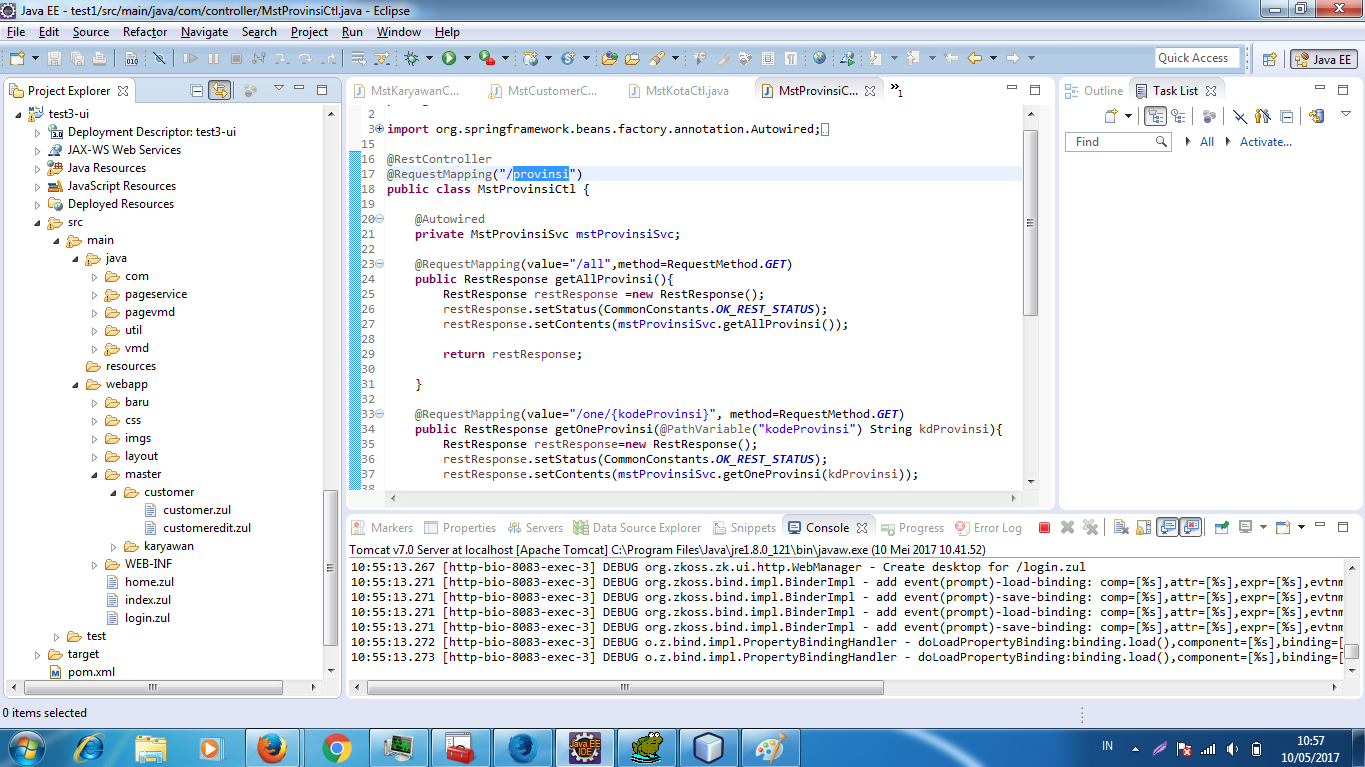 Java EE - test1/src/main/java/com/controller/MstProvinsiCtl.java - Eclipse
File Edit Source Refactor Navigate Search Project Run Window Help
Quick Access
Java EE
Project Explorer
test3-ui
Deployment Descriptor: test3-ui
3.0
JAX-WS Web Services
Java Resources
JavaScript Resources
Deployed Resources
src
main
java
com
pageservice
pagevmd
util
vmd
resources
webapp
baru
css
imgs
layout
master
customer
customer.zul
customeredit.zul
karyawan
WEB-INF
home.zul
index.zul
login.zul
test
target
pom.xml
MstKaryawanC... MstCustomerC... MstKotaCtl.java MstProvinsiC... »1
2
3 import org.springframework.beans.factory.annotation.Autowired;
15
16 @RestController
17 @RequestMapping("/provinsi")
18 public class MstProvinsiCtl {
19
20 @Autowired
21 private MstProvinsiSvc mstProvinsiSvc;
22
23 @RequestMapping(value="/all",method=RequestMethod.GET)
24 public RestResponse getAllProvinsi(){
25 RestResponse restResponse =new RestResponse();
26 restResponse.setStatus(CommonConstants.OK_REST_STATUS);
27 restResponse.setContents(mstProvinsiSvc.getAllProvinsi());
28
29 return restResponse;
30
31 }
32
33 @RequestMapping(value="/one/{kodeProvinsi}", method=RequestMethod.GET)
34 public RestResponse getOneProvinsi(@PathVariable("kodeProvinsi") String kdProvinsi){
35 RestResponse restResponse=new RestResponse();
36 restResponse.setStatus(CommonConstants.OK_REST_STATUS);
37 restResponse.setContents(mstProvinsiSvc.getOneProvinsi(kdProvinsi));
38
Outline Task List
Find All Activate...
Markers Properties Servers Data Source Explorer Snippets Console Progress Error Log
Tomcat v7.0 Server at localhost [Apache Tomcat] C:\Program Files\Java\jre1.8.0_121\bin\javaw.exe (10 Mei 2017 10.41.52)
10:55:13.267 [http-bio-8083-exec-3] DEBUG org.zkoss.zk.ui.http.WebManager - Create desktop for /login.zul
10:55:13.271 [http-bio-8083-exec-3] DEBUG org.zkoss.bind.impl.BinderImpl - add event(prompt)-load-binding: comp=[%s],attr=[%s],expr=[%s],evtnm
10:55:13.271 [http-bio-8083-exec-3] DEBUG org.zkoss.bind.impl.BinderImpl - add event(prompt)-save-binding: comp=[%s],attr=[%s],expr=[%s],evtnm
10:55:13.271 [http-bio-8083-exec-3] DEBUG org.zkoss.bind.impl.BinderImpl - add event(prompt)-load-binding: comp=[%s],attr=[%s],expr=[%s],evtnm
10:55:13.271 [http-bio-8083-exec-3] DEBUG org.zkoss.bind.impl.BinderImpl - add event(prompt)-save-binding: comp=[%s],attr=[%s],expr=[%s],evtnm
10:55:13.272 [http-bio-8083-exec-3] DEBUG o.z.bind.impl.PropertyBindingHandler - doLoadPropertyBinding:binding.load(),component=[%s],binding=[
10:55:13.273 [http-bio-8083-exec-3] DEBUG o.z.bind.impl.PropertyBindingHandler - doLoadPropertyBinding:binding.load(),component=[%s],binding=[
0 items selected
Java EE
IDE
IN
10:57
10/05/2017